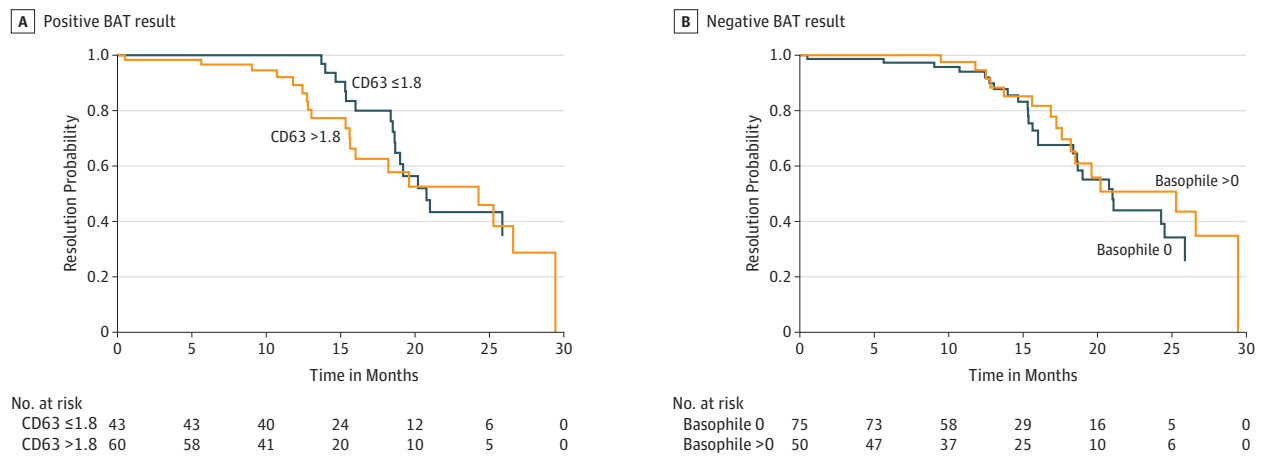 A Positive BAT result
1.0
0.8
0.6
0.4
0.2
0
Resolution Probability
CD63 ≤1.8
CD63 >1.8
0 5 10 15 20 25 30
Time in Months
No. at risk
CD63 ≤1.8 43 43 40 24 12 6 0
CD63 >1.8 60 58 41 20 10 5 0
B Negative BAT result
1.0
0.8
0.6
0.4
0.2
0
Resolution Probability
Basophile >0
Basophile 0
0 5 10 15 20 25 30
Time in Months
No. at risk
Basophile 0 75 73 58 29 16 5 0
Basophile >0 50 47 37 25 10 6 0